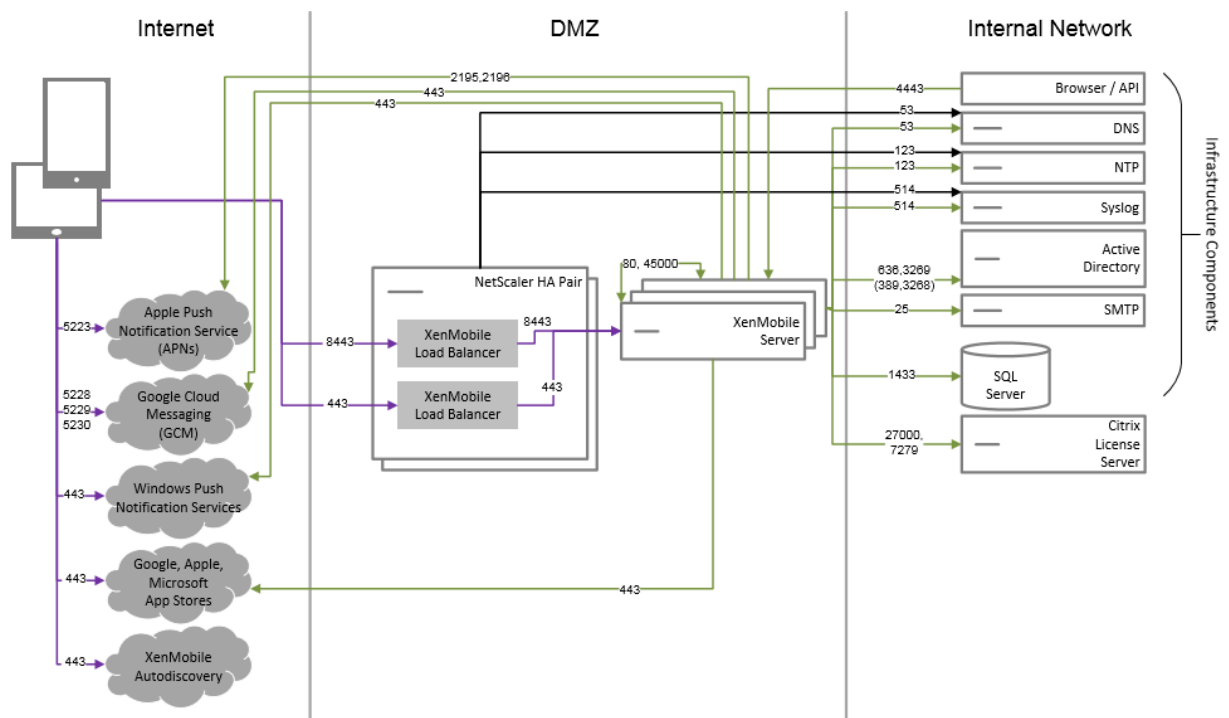 Internet
DMZ
Internal Network
2195,2196
443
443
4443
Browser / API
53
53
DNS
123
123
NTP
514
514
Syslog
636,3269
(389,3268)
Active
Directory
25
SMTP
1433
SQL
Server
27000,
7279
Citrix
License
Server
Infrastructure Components
NetScaler HA Pair
80, 45000
XenMobile
Server
8443
XenMobile
Load Balancer
8443
443
XenMobile
Load Balancer
443
5223
Apple Push
Notification Service
(APNs)
5228
5229
5230
Google Cloud
Messaging
(GCM)
443
Windows Push
Notification Services
443
Google, Apple,
Microsoft
App Stores
443
443
XenMobile
Autodiscovery